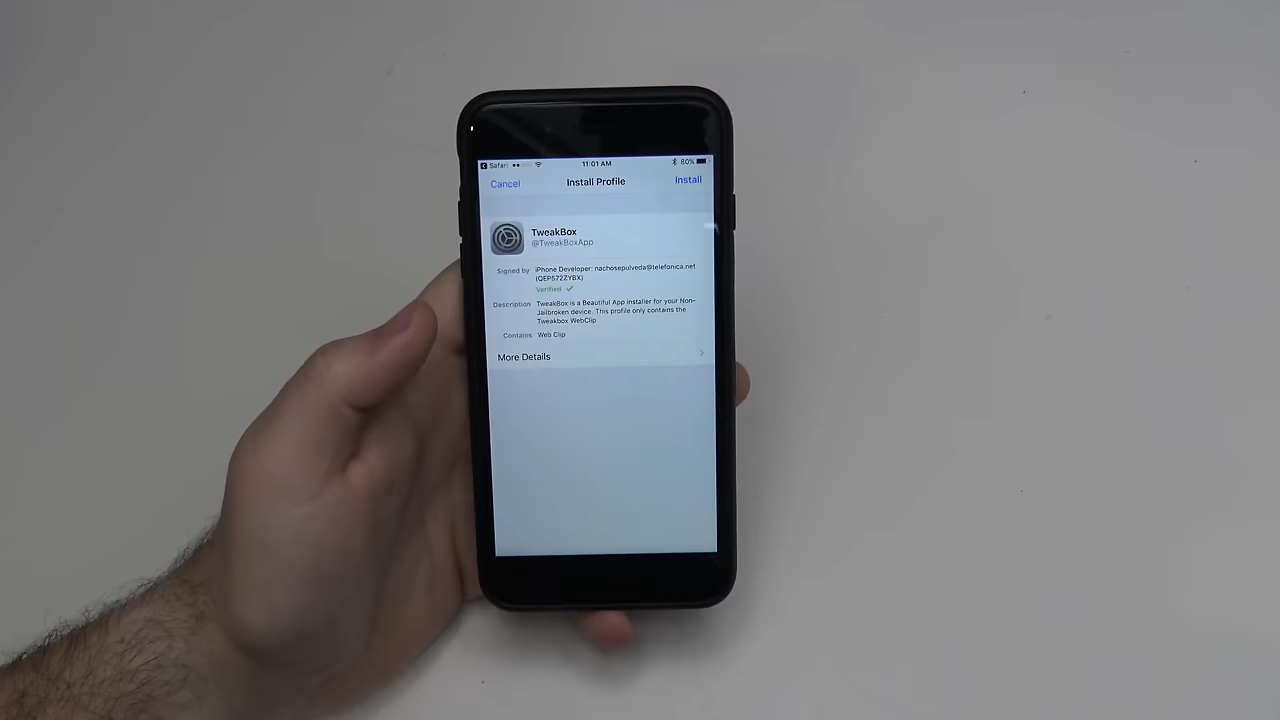 Safari 11:01 AM 80%
Cancel Install Profile Install
TweakBox
@TweakBoxApp
Signed by iPhone Developer: nachosepulveda@telefonica.net
(QEP572ZYBX)
Verified ✓
Description TweakBox is a Beautiful App installer for your Non-
Jailbroken device. This profile only contains the
Tweakbox WebClip
Contains Web Clip
More Details